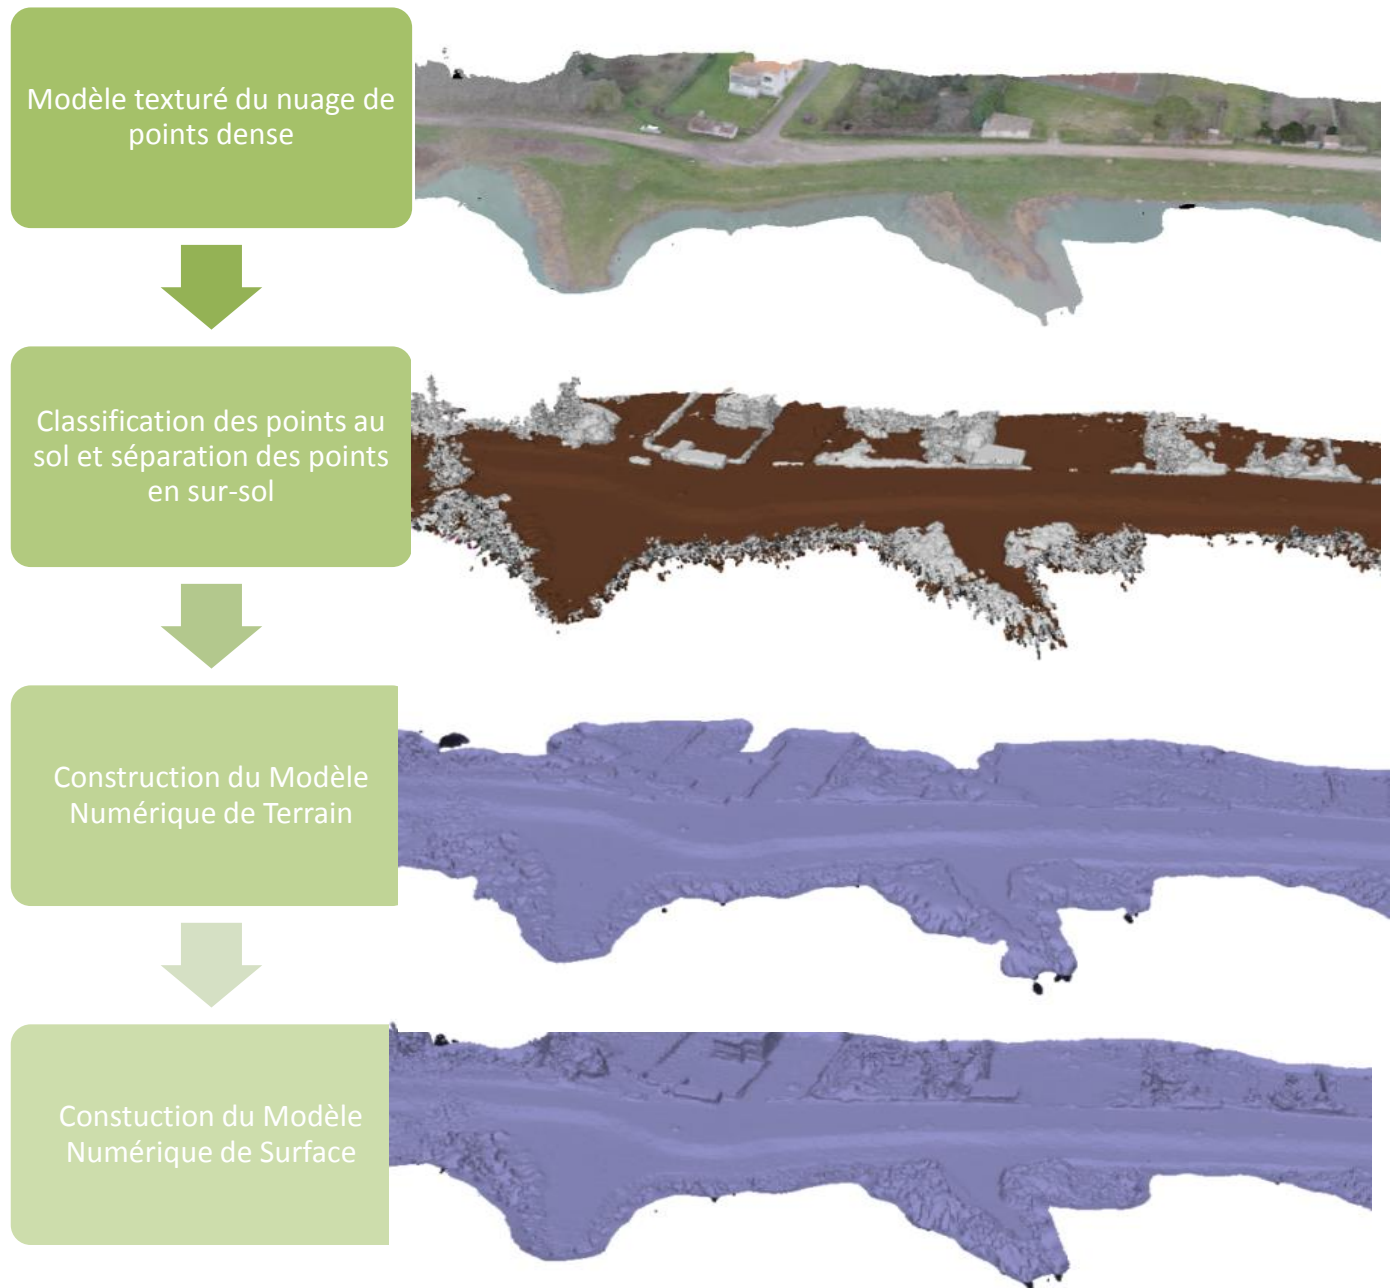 Modèle texturé du nuage de
points dense
Classification des points au
sol et séparation des points
en sur-sol
Construction du Modèle
Numérique de Terrain
Constuction du Modèle
Numérique de Surface